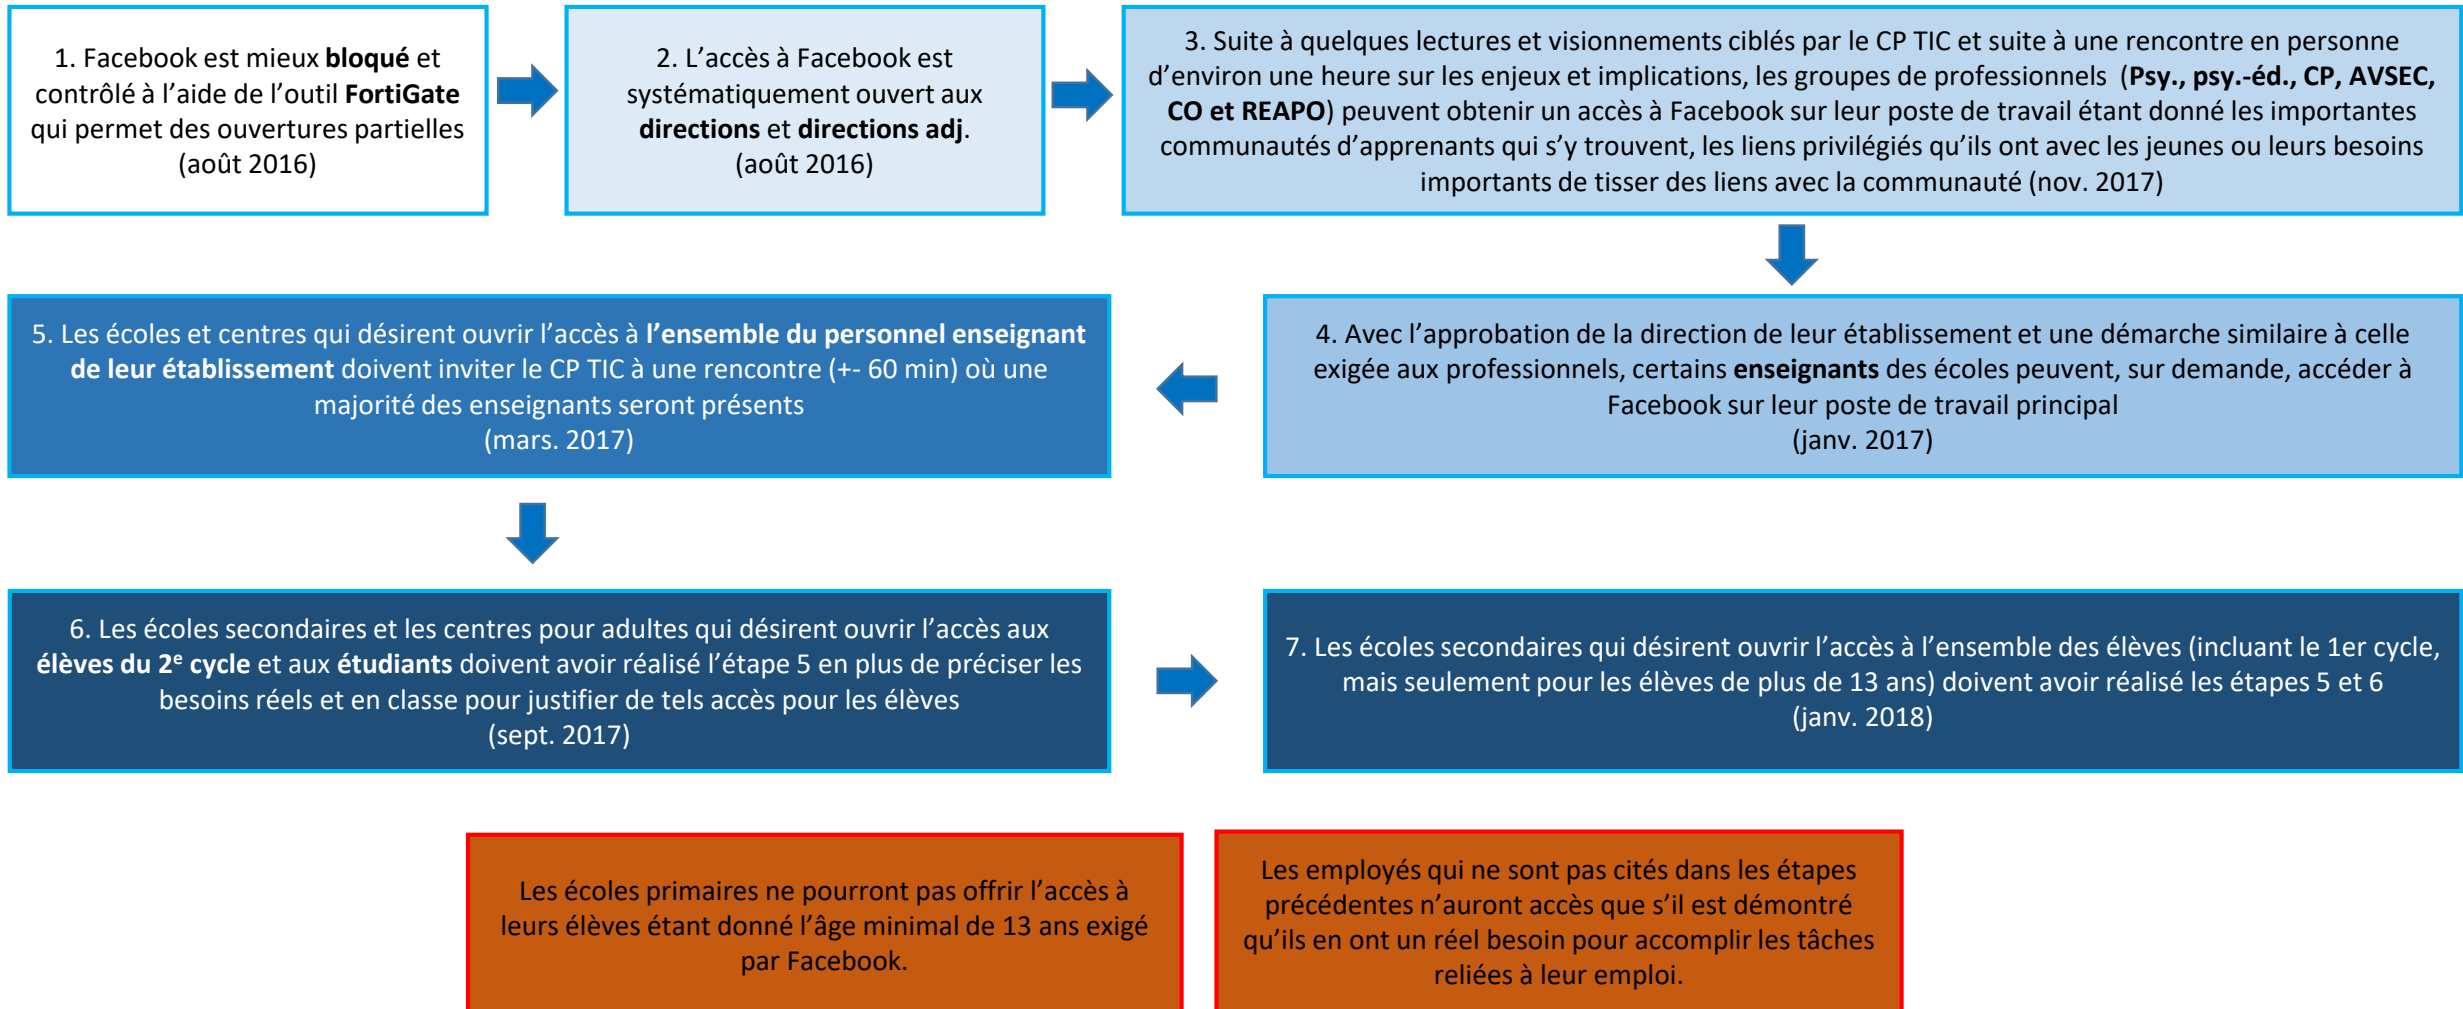 1. Facebook est mieux bloqué et
contrôlé à l’aide de l’outil FortiGate
qui permet des ouvertures partielles
(août 2016)
2. L’accès à Facebook est
systématiquement ouvert aux
directions et directions adj.
(août 2016)
3. Suite à quelques lectures et visionnements ciblés par le CP TIC et suite à une rencontre en personne
d’environ une heure sur les enjeux et implications, les groupes de professionnels (Psy., psy.-éd., CP, AVSEC,
CO et REAPO) peuvent obtenir un accès à Facebook sur leur poste de travail étant donné les importantes
communautés d’apprenants qui s’y trouvent, les liens privilégiés qu’ils ont avec les jeunes ou leurs besoins
importants de tisser des liens avec la communauté (nov. 2017)
4. Avec l’approbation de la direction de leur établissement et une démarche similaire à celle
exigée aux professionnels, certains enseignants des écoles peuvent, sur demande, accéder à
Facebook sur leur poste de travail principal
(janv. 2017)
5. Les écoles et centres qui désirent ouvrir l’accès à l’ensemble du personnel enseignant
de leur établissement doivent inviter le CP TIC à une rencontre (+- 60 min) où une
majorité des enseignants seront présents
(mars. 2017)
6. Les écoles secondaires et les centres pour adultes qui désirent ouvrir l’accès aux
élèves du 2e cycle et aux étudiants doivent avoir réalisé l’étape 5 en plus de préciser les
besoins réels et en classe pour justifier de tels accès pour les élèves
(sept. 2017)
7. Les écoles secondaires qui désirent ouvrir l’accès à l’ensemble des élèves (incluant le 1er cycle,
mais seulement pour les élèves de plus de 13 ans) doivent avoir réalisé les étapes 5 et 6
(janv. 2018)
Les écoles primaires ne pourront pas offrir l’accès à
leurs élèves étant donné l’âge minimal de 13 ans exigé
par Facebook.
Les employés qui ne sont pas cités dans les étapes
précédentes n’auront accès que s’il est démontré
qu’ils en ont un réel besoin pour accomplir les tâches
reliées à leur emploi.